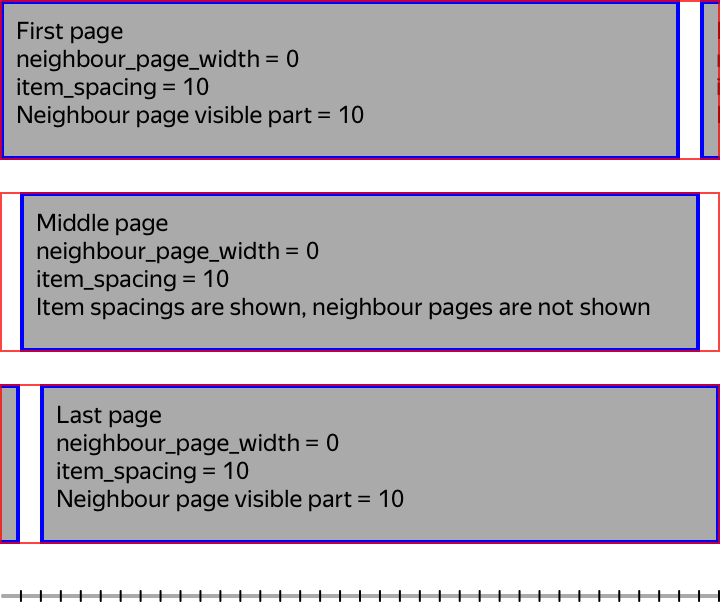 First page
neighbour_page_width = 0
item_spacing = 10
Neighbour page visible part = 10
Middle page
neighbour_page_width = 0
item_spacing = 10
Item spacings are shown, neighbour pages are not shown
Last page
neighbour_page_width = 0
item_spacing = 10
Neighbour page visible part = 10